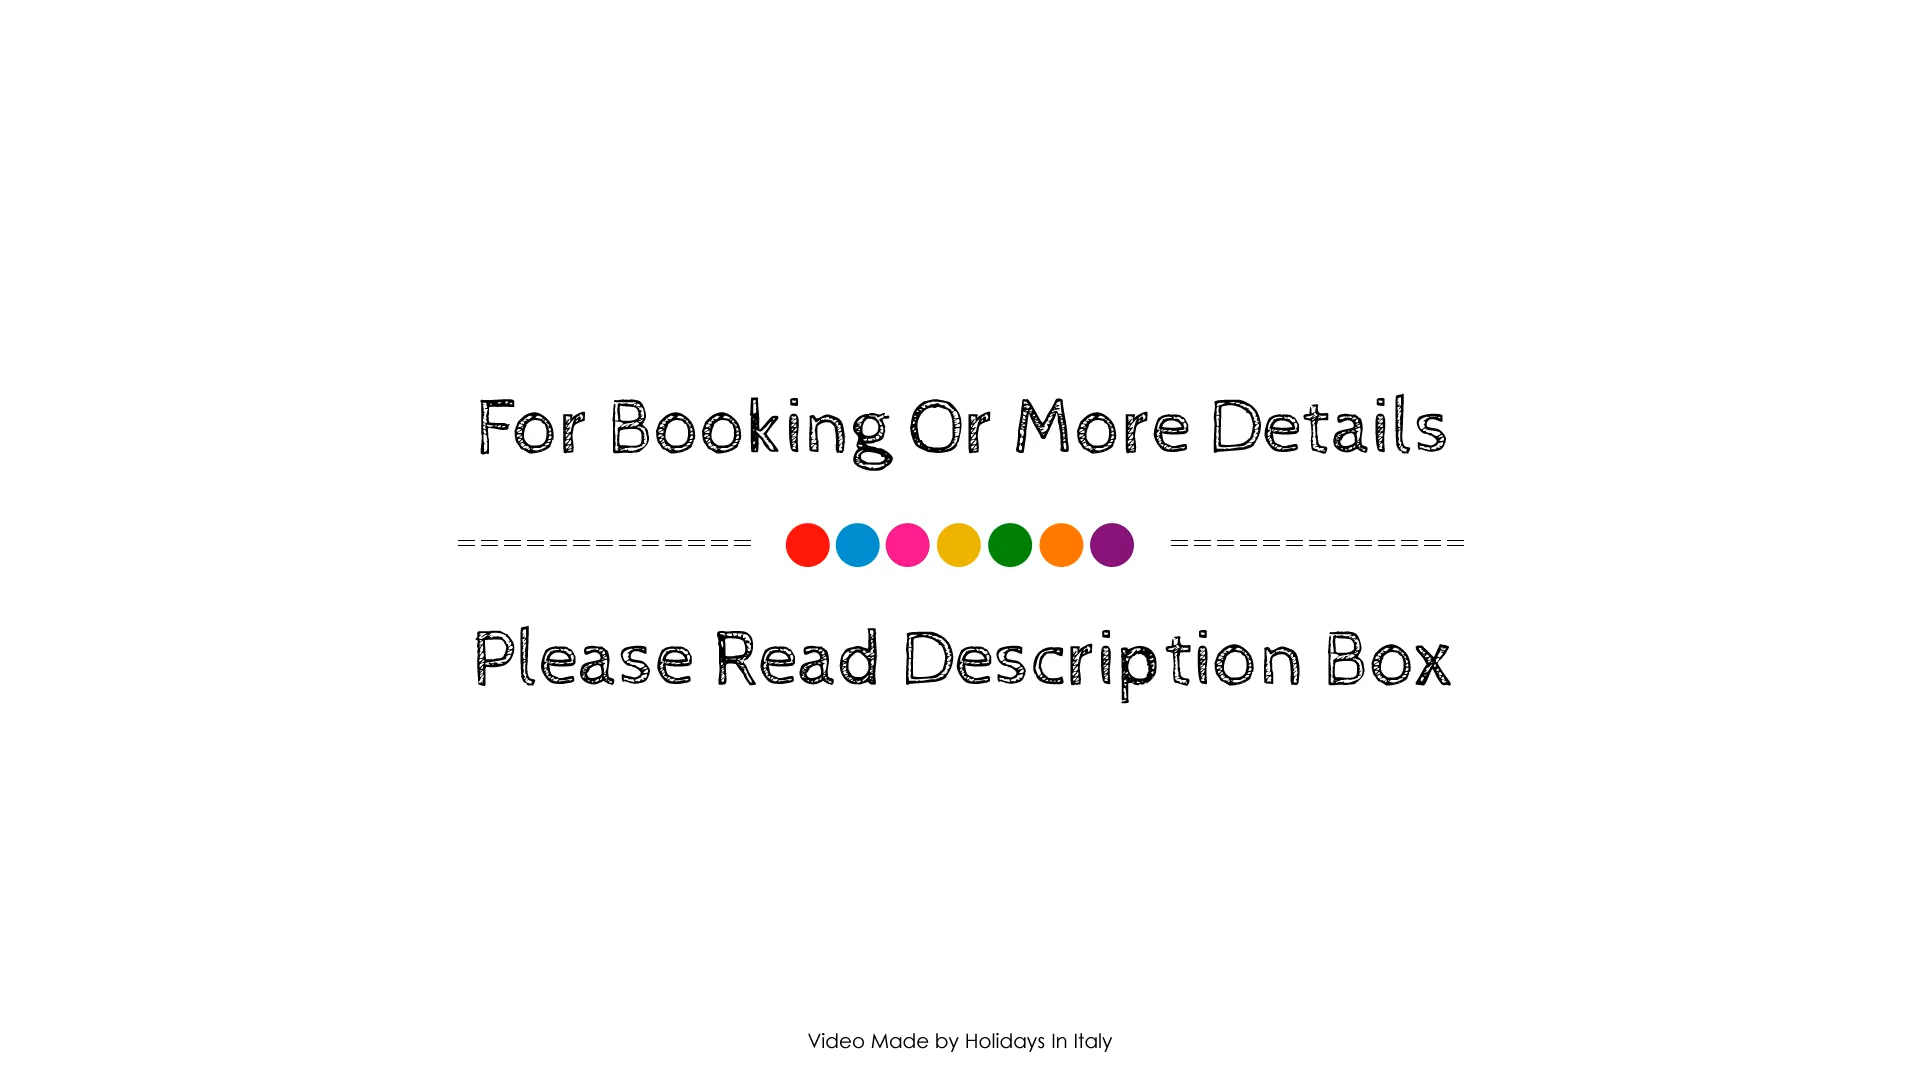 For Booking Or More Details
============= =============
Please Read Description Box
Video Made by Holidays In Italy